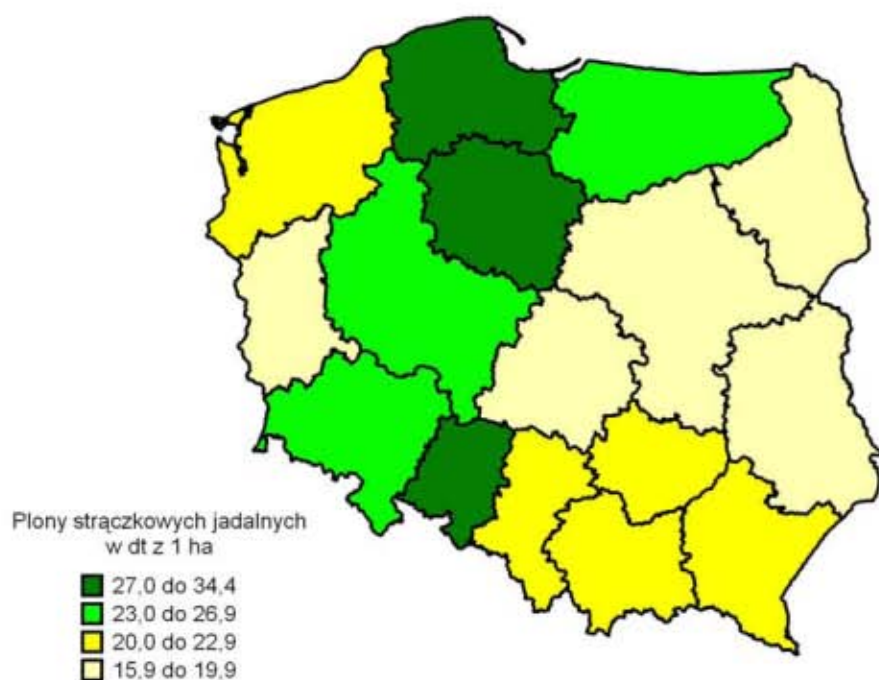 Plony strączkowych jadalnych
w dt z 1 ha
27,0 do 34,4
23,0 do 26,9
20,0 do 22,9
15,9 do 19,9